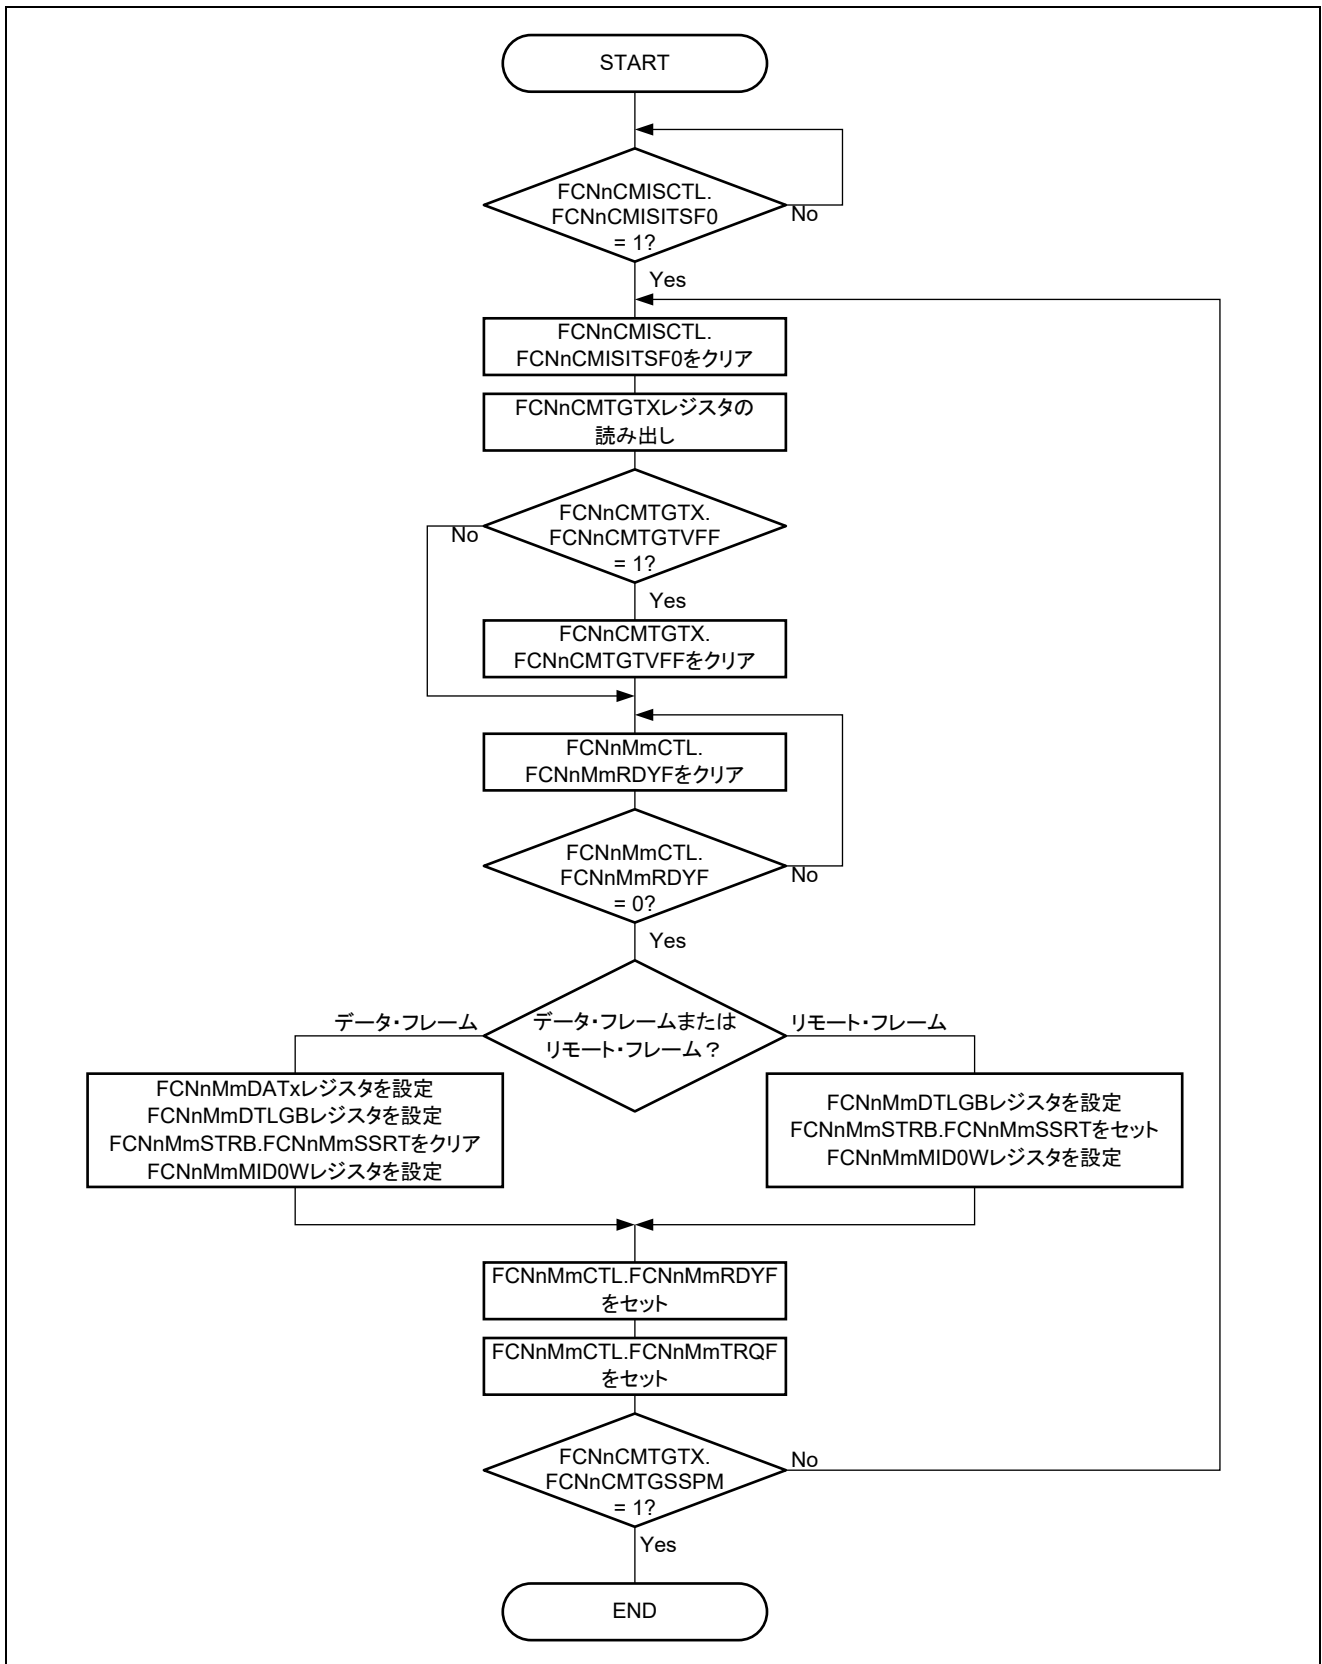 START
FCNnCMISCTL.
FCNnCMISITSF0
= 1?
No
Yes
FCNnCMISCTL.
FCNnCMISITSF0をクリア
FCNnCMTGTXレジスタの
読み出し
FCNnCMTGTX.
FCNnCMTGTVFF
= 1?
No
Yes
FCNnCMTGTX.
FCNnCMTGTVFFをクリア
FCNnMmCTL.
FCNnMmRDYFをクリア
FCNnMmCTL.
FCNnMmRDYF
= 0?
No
Yes
データ・フレーム
データ・フレームまたは
リモート・フレーム？
リモート・フレーム
FCNnMmDATxレジスタを設定
FCNnMmDTLGBレジスタを設定
FCNnMmSTRB.FCNnMmSSRTをクリア
FCNnMmMID0Wレジスタを設定
FCNnMmDTLGBレジスタを設定
FCNnMmSTRB.FCNnMmSSRTをセット
FCNnMmMID0Wレジスタを設定
FCNnMmCTL.FCNnMmRDYF
をセット
FCNnMmCTL.FCNnMmTRQF
をセット
FCNnCMTGTX.
FCNnCMTGSSPM
= 1?
No
Yes
END